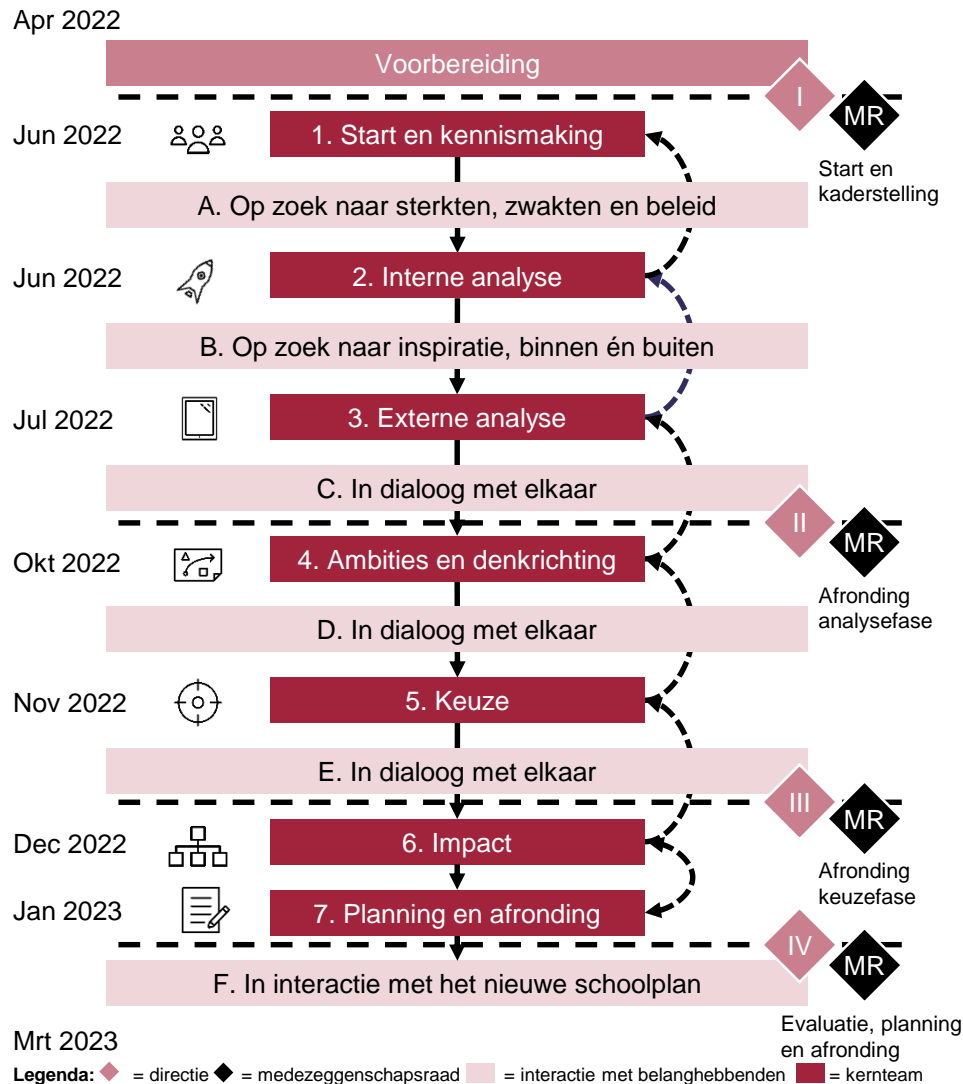 Apr 2022
Voorbereiding
I
MR
Jun 2022
1. Start en kennismaking
Start en
kaderstelling
A. Op zoek naar sterkten, zwakten en beleid
Jun 2022
2. Interne analyse
B. Op zoek naar inspiratie, binnen én buiten
Jul 2022
3. Externe analyse
C. In dialoog met elkaar
II
MR
Okt 2022
4. Ambities en denkrichting
Afronding
analysefase
D. In dialoog met elkaar
Nov 2022
5. Keuze
E. In dialoog met elkaar
III
MR
Dec 2022
6. Impact
Afronding
keuzefase
Jan 2023
7. Planning en afronding
IV
MR
F. In interactie met het nieuwe schoolplan
Evaluatie, planning
en afronding
Mrt 2023
Legenda: = directie = medezeggenschapsraad = interactie met belanghebbenden = kernteam